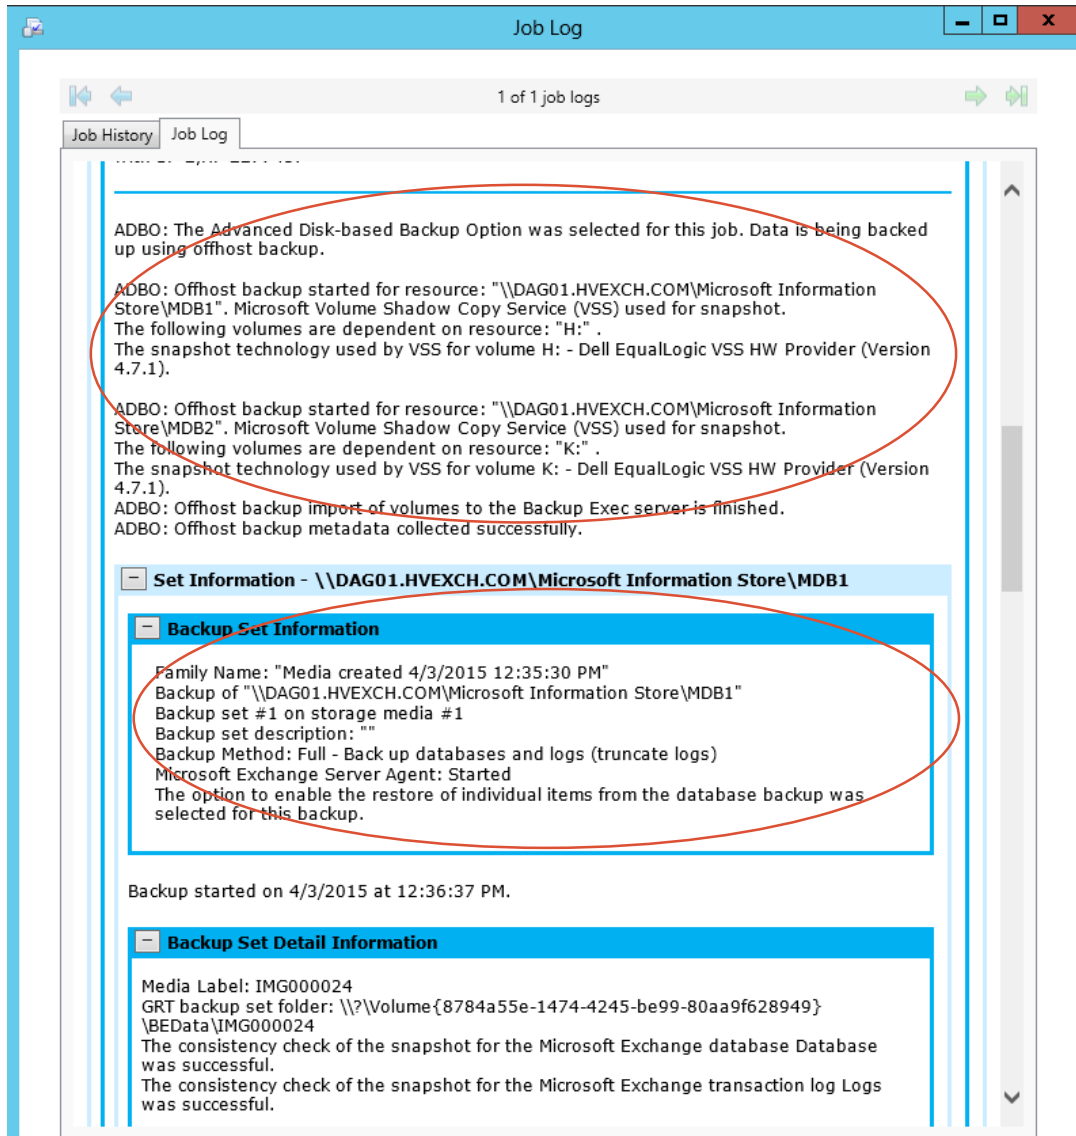 Job Log
1 of 1 job logs
Job History
Job Log
ADBO: The Advanced Disk-based Backup Option was selected for this job. Data is being backed
up using offhost backup.
ADBO: Offhost backup started for resource: "\\DAG01.HVEXCH.COM\Microsoft Information
Store\MDB1". Microsoft Volume Shadow Copy Service (VSS) used for snapshot.
The following volumes are dependent on resource: "H:" .
The snapshot technology used by VSS for volume H: - Dell EqualLogic VSS HW Provider (Version
4.7.1).
ADBO: Offhost backup started for resource: "\\DAG01.HVEXCH.COM\Microsoft Information
Store\MDB2". Microsoft Volume Shadow Copy Service (VSS) used for snapshot.
The following volumes are dependent on resource: "K:" .
The snapshot technology used by VSS for volume K: - Dell EqualLogic VSS HW Provider (Version
4.7.1).
ADBO: Offhost backup import of volumes to the Backup Exec server is finished.
ADBO: Offhost backup metadata collected successfully.
Set Information - \\DAG01.HVEXCH.COM\Microsoft Information Store\MDB1
Backup Set Information
Family Name: "Media created 4/3/2015 12:35:30 PM"
Backup of "\\DAG01.HVEXCH.COM\Microsoft Information Store\MDB1"
Backup set #1 on storage media #1
Backup set description: ""
Backup Method: Full - Back up databases and logs (truncate logs)
Microsoft Exchange Server Agent: Started
The option to enable the restore of individual items from the database backup was
selected for this backup.
Backup started on 4/3/2015 at 12:36:37 PM.
Backup Set Detail Information
Media Label: IMG000024
GRT backup set folder: \\?\Volume{8784a55e-1474-4245-be99-80aa9f628949}
\BEData\IMG000024
The consistency check of the snapshot for the Microsoft Exchange database Database
was successful.
The consistency check of the snapshot for the Microsoft Exchange transaction log Logs
was successful.